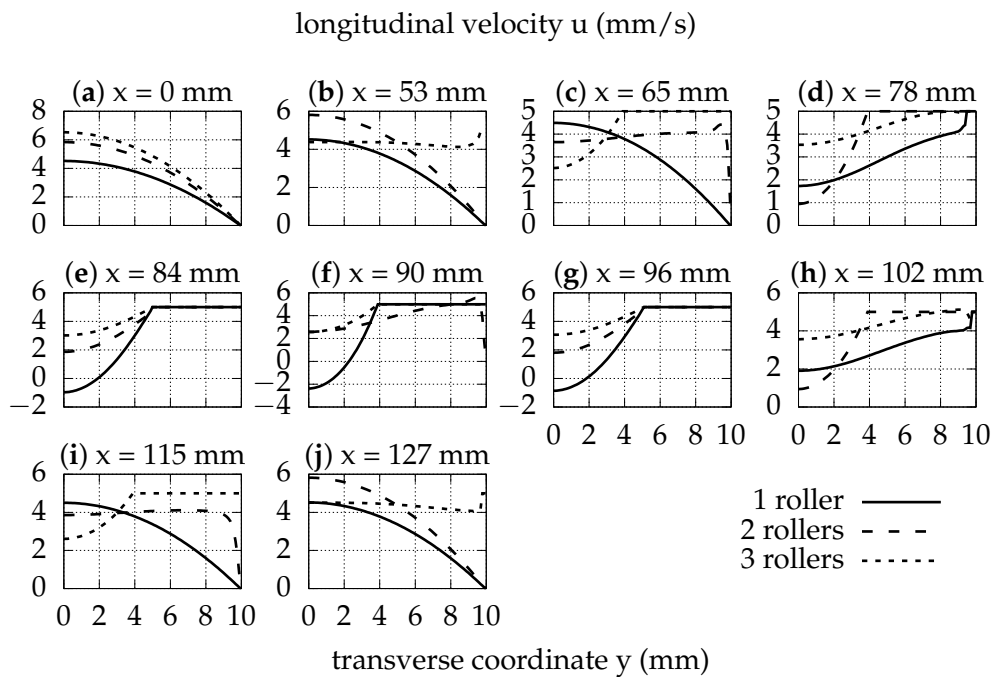 longitudinal velocity u (mm/s)
(a) x = 0 mm
(b) x = 53 mm
(c) x = 65 mm
(d) x = 78 mm
8
6
4
2
0
6
4
2
0
5
4
3
2
1
0
5
4
3
2
1
0
(e) x = 84 mm
(f) x = 90 mm
(g) x = 96 mm
(h) x = 102 mm
6
4
2
0
−2
6
4
2
0
−2
−4
6
4
2
0
−2
6
4
2
0
0 2 4 6 8 10
0 2 4 6 8 10
(i) x = 115 mm
(j) x = 127 mm
6
4
2
0
6
4
2
0
0 2 4 6 8 10
0 2 4 6 8 10
1 roller
2 rollers
3 rollers
transverse coordinate y (mm)